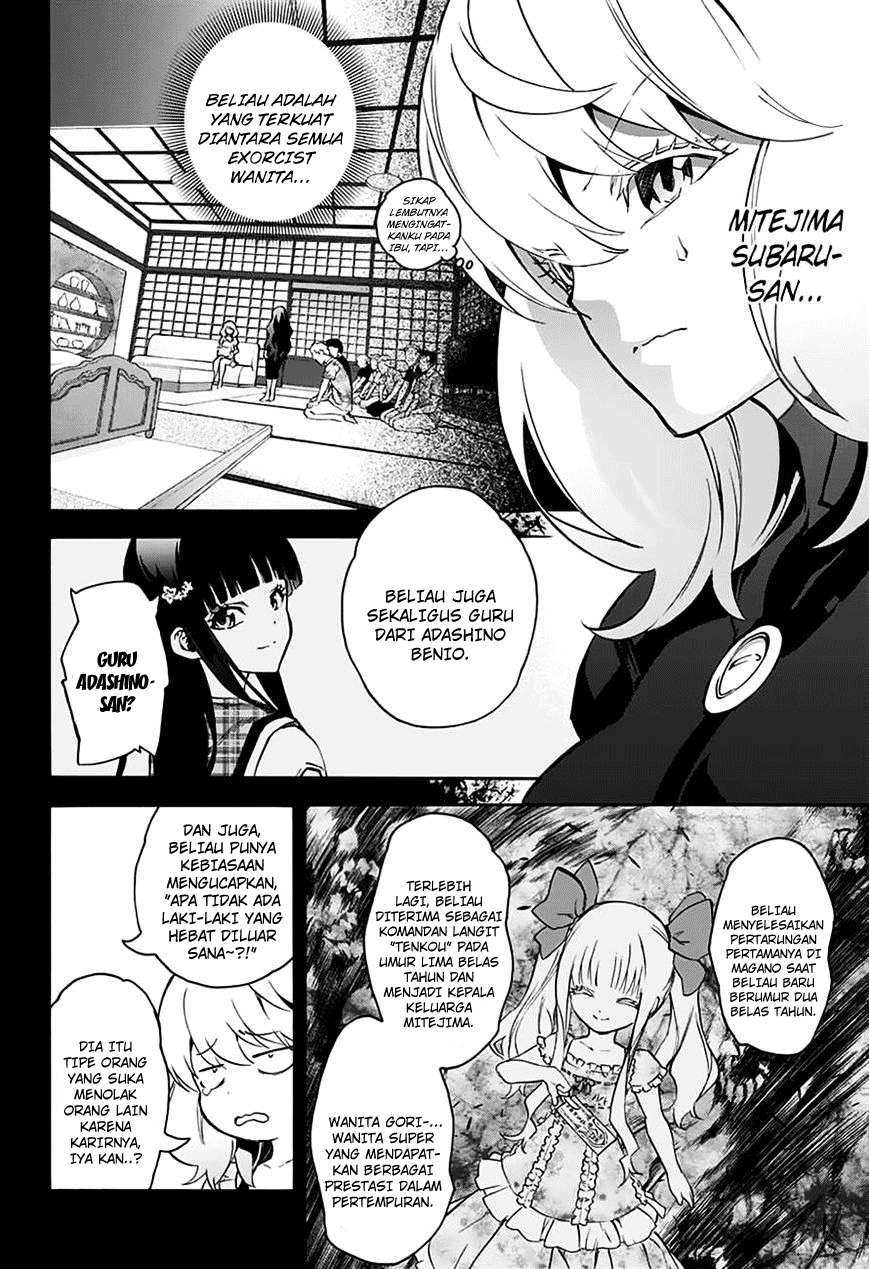 MITEJIMA
SUBARU-
SAN...
BELIAU ADALAH
YANG TERKUAT
DIANTARA SEMUA
EXORCIST
WANITA...
SIKAP
LEMBUTNYA
MENGINGAT-
KANKU PADA
IBU, TAPI...
BELIAU JUGA
SEKALIGUS GURU
DARI ADASHINO
BENIO.
GURU
ADASHINO-
SAN?
BELIAU
MENYELESAIKAN
PERTARUNGAN
PERTAMANYA DI
MAGANO SAAT
BELIAU BARU
BERUMUR DUA
BELAS TAHUN.
TERLEBIH
LAGI, BELIAU
DITERIMA SEBAGAI
KOMANDAN LANGIT
"TENKOU" PADA
UMUR LIMA BELAS
TAHUN DAN
MENJADI KEPALA
KELUARGA
MITEJIMA.
WANITA GORI-...
WANITA SUPER
YANG MENDAPAT-
KAN BERBAGAI
PRESTASI DALAM
PERTEMPURAN.
DAN JUGA,
BELIAU PUNYA
KEBIASAAN
MENGUCAPKAN,
"APA TIDAK ADA
LAKI-LAKI YANG
HEBAT DILUAR
SANA~?!"
DIA ITU
TIPE ORANG
YANG SUKA
MENOLAK
ORANG LAIN
KARENA
KARIRNYA,
IYA KAN..?